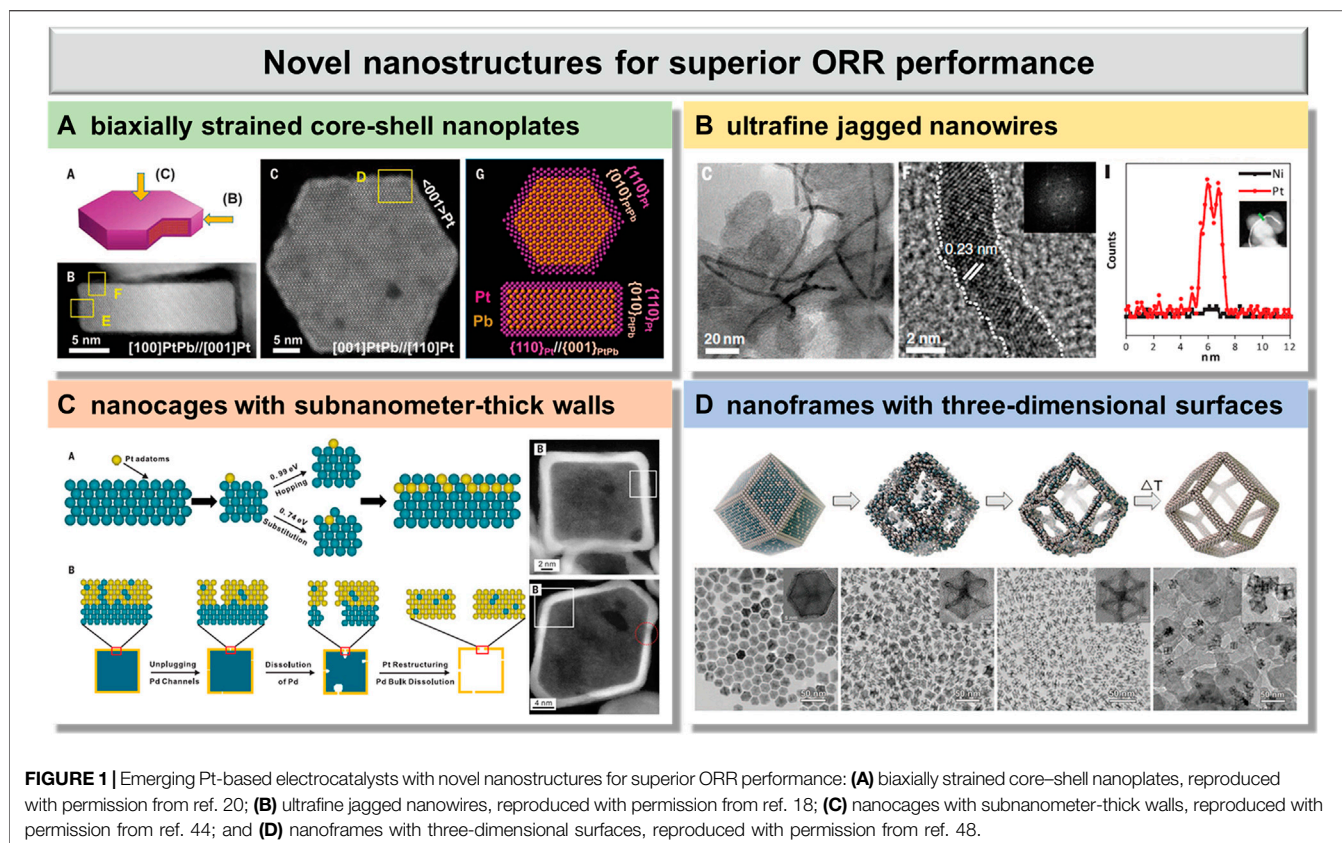 Novel nanostructures for superior ORR performance
A biaxially strained core-shell nanoplates
A
(C)
(B)
B
F
E
5 nm
[100]PtPb//[001]Pt
C
D
<001>Pt
5 nm
[001]PtPb//[110]Pt
G
{110}Pt
{010}PtPb
Pt
Pb
{110}Pt
{010}PtPb
{110}Pt//{001}PtPb
B ultrafine jagged nanowires
C
20 nm
F
0.23 nm
2 nm
I
Ni
Pt
Counts
0 2 4 6 8 10 12
nm
C nanocages with subnanometer-thick walls
A
Pt adatoms
0.99 eV
Hopping
0.74 eV
Substitution
B
2 nm
B
Unplugging
Pd Channels
Dissolution
of Pd
Pt Restructuring
Pd Bulk Dissolution
B
4 nm
D nanoframes with three-dimensional surfaces
△T
50 nm
50 nm
50 nm
50 nm
FIGURE 1 | Emerging Pt-based electrocatalysts with novel nanostructures for superior ORR performance: (A) biaxially strained core–shell nanoplates, reproduced
with permission from ref. 20; (B) ultrafine jagged nanowires, reproduced with permission from ref. 18; (C) nanocages with subnanometer-thick walls, reproduced with
permission from ref. 44; and (D) nanoframes with three-dimensional surfaces, reproduced with permission from ref. 48.